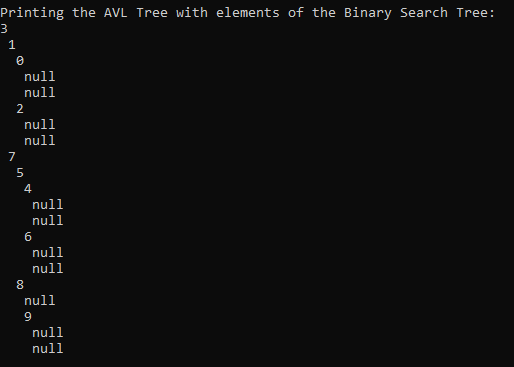 Printing the AVL Tree with elements of the Binary Search Tree:
3
 1
  0
   null
   null
  2
   null
   null
 7
  5
   4
    null
    null
   6
    null
    null
  8
   null
   9
    null
    null